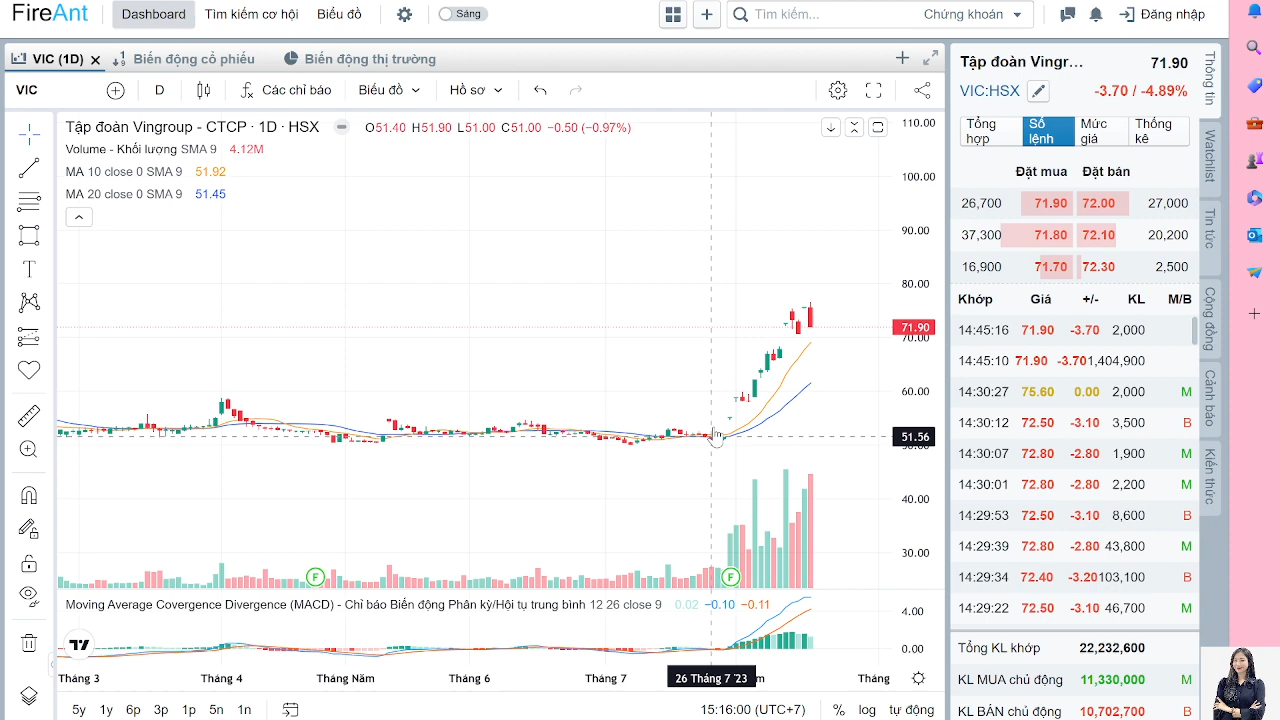 FireAnt Dashboard Tìm kiếm cơ hội Biểu đồ Sáng Tìm kiếm... Chứng khoán Đăng nhập
VIC (1D) Biến động cổ phiếu Biến động thị trường
VIC D Các chỉ báo Biểu đồ Hồ sơ
Tập đoàn Vingroup - CTCP · 1D · HSX O51.40 H51.90 L51.00 C51.00 −0.50 (−0.97%)
Volume - Khối lượng SMA 9 4.12M
MA 10 close 0 SMA 9 51.92
MA 20 close 0 SMA 9 51.45
110.00
100.00
90.00
80.00
71.90
70.00
60.00
51.56
50.00
40.00
30.00
F F
Moving Average Covergence Divergence (MACD) - Chỉ báo Biến động Phân kỳ/Hội tụ trung bình 12 26 close 9 0.02 −0.10 −0.11
4.00
0.00
Tháng 3 Tháng 4 Tháng Năm Tháng 6 Tháng 7 26 Tháng 7 '23 m Tháng
5y 1y 6p 3p 1p 5n 1n 15:16:00 (UTC+7) % log tự động
Tập đoàn Vingr... 71.90
VIC:HSX -3.70 / -4.89%
Tổng hợp Sổ lệnh Mức giá Thống kê
Đặt mua Đặt bán
26,700 71.90 72.00 27,000
37,300 71.80 72.10 20,200
16,900 71.70 72.30 2,500
Khớp Giá +/- KL M/B
14:45:16 71.90 -3.70 2,000
14:45:10 71.90 -3.70 1,404,900
14:30:27 75.60 0.00 2,000 M
14:30:12 72.50 -3.10 3,500 B
14:30:07 72.80 -2.80 1,900 M
14:30:01 72.80 -2.80 2,200 M
14:29:53 72.50 -3.10 8,600 B
14:29:39 72.80 -2.80 43,800 M
14:29:38 72.40 -3.20 103,100 B
14:29:22 72.50 -3.10 46,700 M
Tổng KL khớp 22,232,600
KL MUA chủ động 11,330,000 M
KL BÁN chủ động 10,702,700 B
Thông tin
Watchlist
Tin tức
Cộng đồng
Cảnh báo
Kiến thức